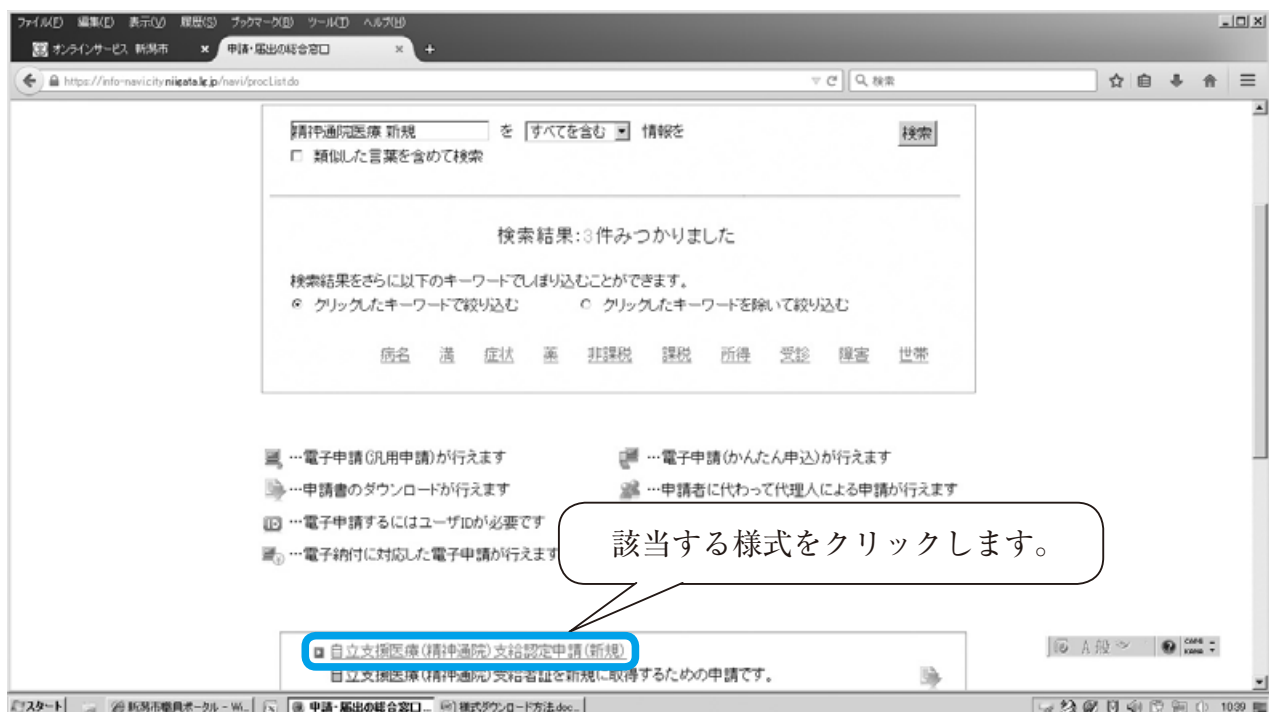 ファイル(F) 編集(E) 表示(V) 履歴(S) ブックマーク(B) ツール(T) ヘルプ(H)
オンラインサービス 新潟市 × 申請・届出の総合窓口 × +
https://info-navi.city.niigata.lg.jp/navi/procList.do 検索
精神通院医療 新規 を すべてを含む 情報を 検索
類似した言葉を含めて検索
検索結果:3件みつかりました
検索結果をさらに以下のキーワードでしぼり込むことができます。
クリックしたキーワードで絞り込む クリックしたキーワードを除いて絞り込む
病名 満 症状 薬 非課税 課税 所得 受診 障害 世帯
…電子申請(汎用申請)が行えます …電子申請(かんたん申込)が行えます
…申請書のダウンロードが行えます …申請者に代わって代理人による申請が行えます
…電子申請するにはユーザIDが必要です
…電子納付に対応した電子申請が行えます
該当する様式をクリックします。
自立支援医療(精神通院)支給認定申請(新規)
自立支援医療(精神通院)受給者証を新規に取得するための申請です。
A 般 CAPS KANA
スタート 新潟市職員ポータル - Wi... 申請・届出の総合窓口... 様式ダウンロード方法.doc... 10:39